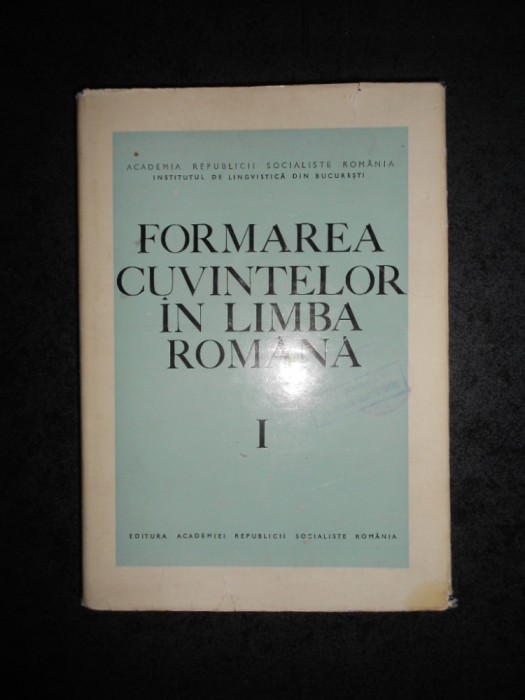 ACADEMIA REPUBLICII SOCIALISTE ROMÂNIA
INSTITUTUL DE LINGVISTICĂ DIN BUCUREȘTI
FORMAREA
CUVINTELOR
ÎN LIMBA
ROMÂNĂ
I
EDITURA ACADEMIEI REPUBLICII SOCIALISTE ROMÂNIA